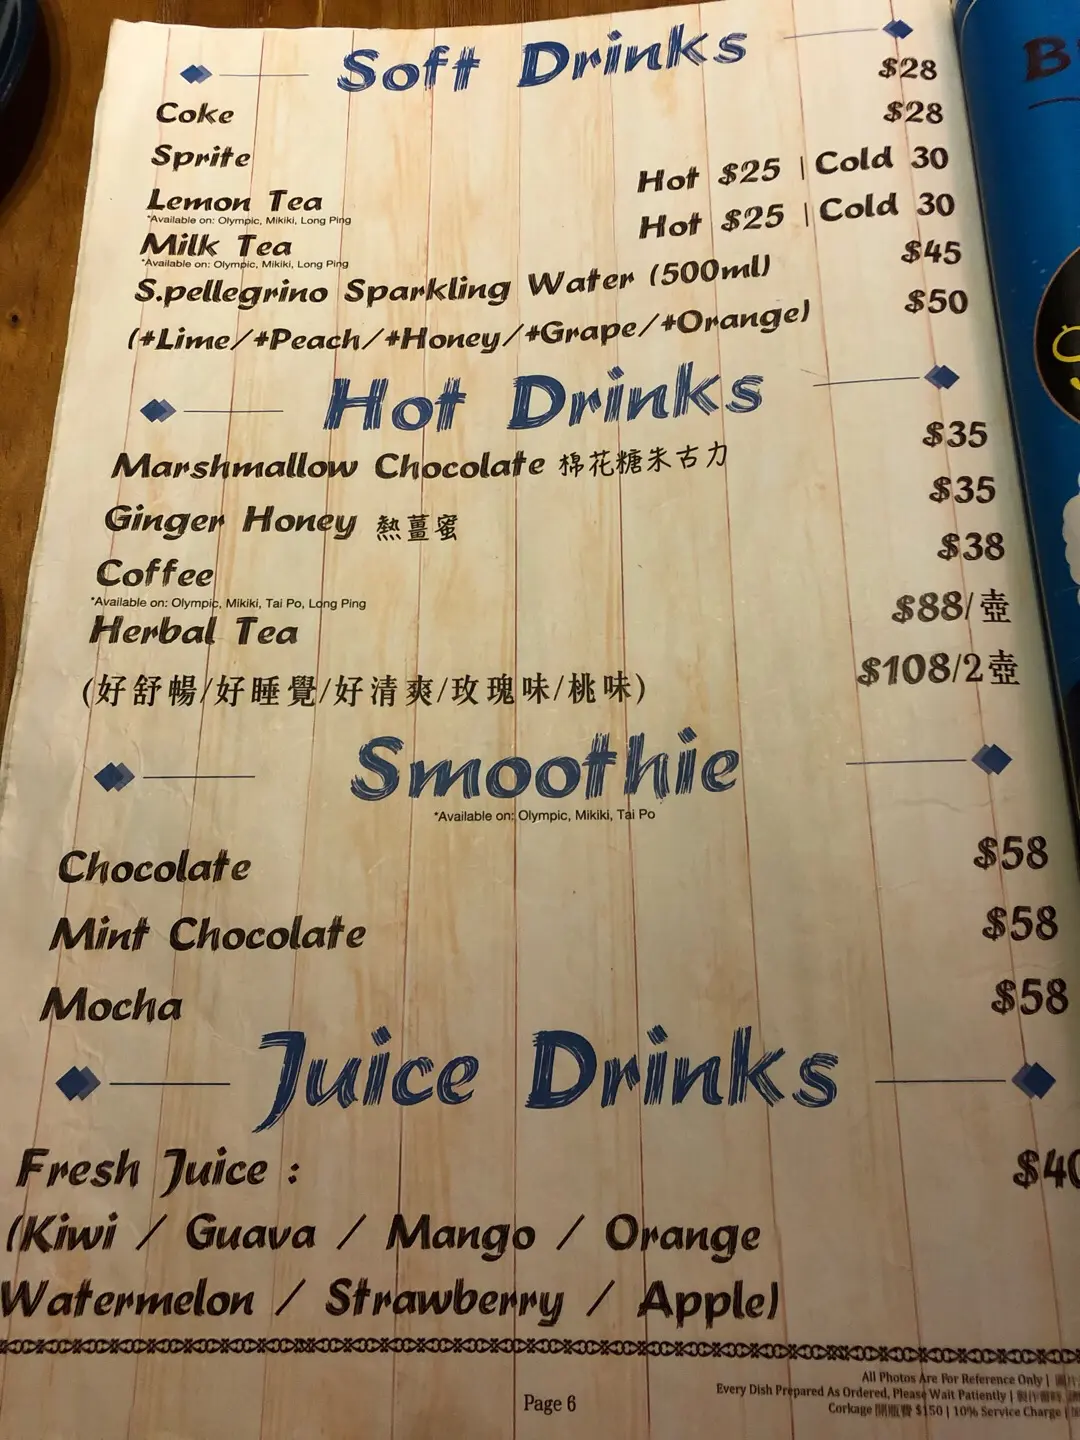 Soft Drinks
Coke $28
Sprite $28
Lemon Tea Hot $25 | Cold 30
*Available on: Olympic, Mikiki, Long Ping
Milk Tea Hot $25 | Cold 30
*Available on: Olympic, Mikiki, Long Ping
S.pellegrino Sparkling Water (500ml) $45
(+Lime/+Peach/+Honey/+Grape/+Orange) $50
Hot Drinks
Marshmallow Chocolate 棉花糖朱古力 $35
Ginger Honey 熱薑蜜 $35
Coffee $38
*Available on: Olympic, Mikiki, Tai Po, Long Ping
Herbal Tea $88/壺
(好舒暢/好睡覺/好清爽/玫瑰味/桃味) $108/2壺
Smoothie
*Available on: Olympic, Mikiki, Tai Po
Chocolate $58
Mint Chocolate $58
Mocha $58
Juice Drinks
Fresh Juice : $40
(Kiwi / Guava / Mango / Orange
Watermelon / Strawberry / Apple)
All Photos Are For Reference Only |
Every Dish Prepared As Ordered, Please Wait Patiently |
Corkage 開瓶費 $150 | 10% Service Charge |
Page 6